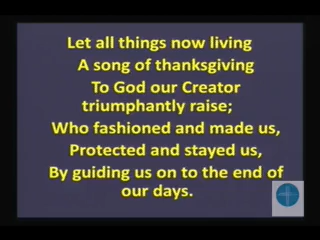 Let all things now living
A song of thanksgiving
To God our Creator
triumphantly raise;
Who fashioned and made us,
Protected and stayed us,
By guiding us on to the end of
our days.